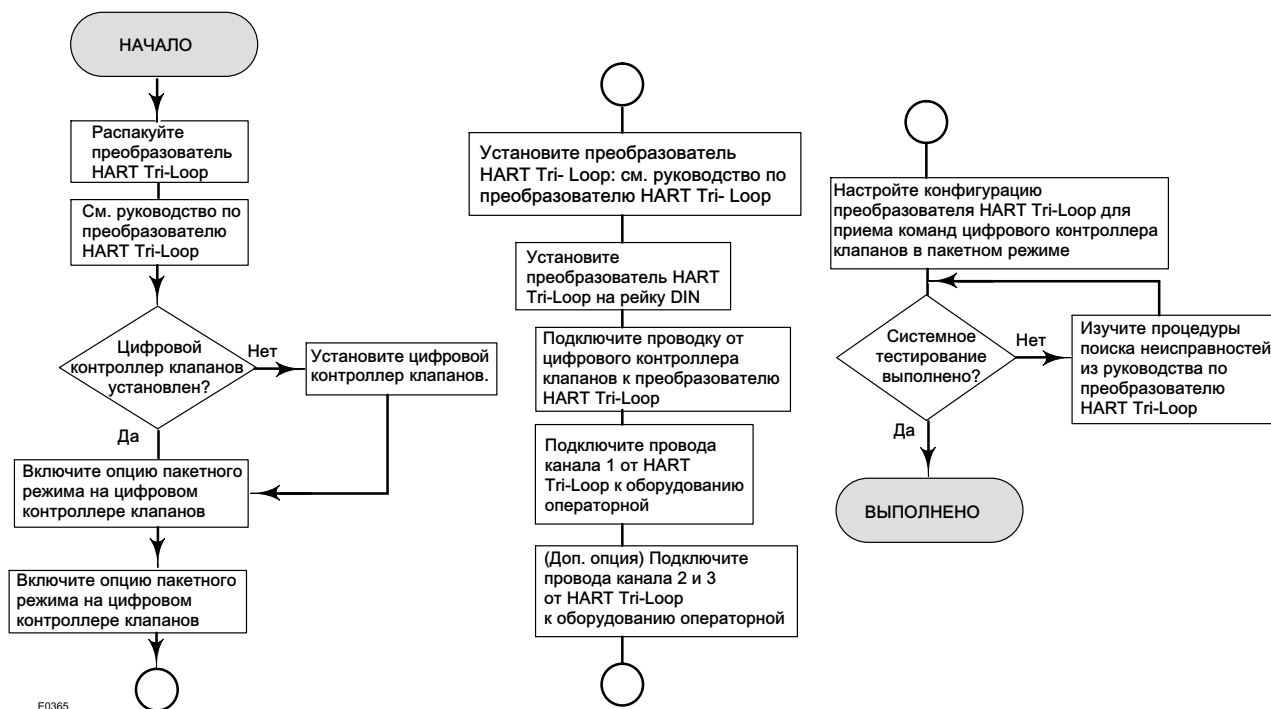 НАЧАЛО
Распакуйте
преобразователь
HART Tri-Loop
См. руководство по
преобразователю
HART Tri-Loop
Цифровой
контроллер клапанов
установлен?
Нет
Установите цифровой
контроллер клапанов.
Да
Включите опцию пакетного
режима на цифровом
контроллере клапанов
Включите опцию пакетного
режима на цифровом
контроллере клапанов
E0365
Установите преобразователь
HART Tri- Loop: см. руководство по
преобразователю HART Tri- Loop
Установите
преобразователь HART
Tri-Loop на рейку DIN
Подключите проводку от
цифрового контроллера
клапанов к преобразователю
HART Tri-Loop
Подключите провода
канала 1 от HART
Tri-Loop к оборудованию
операторной
(Доп. опция) Подключите
провода канала 2 и 3
от HART Tri-Loop
к оборудованию операторной
Настройте конфигурацию
преобразователя HART Tri-Loop для
приема команд цифрового контроллера
клапанов в пакетном режиме
Системное
тестирование
выполнено?
Нет
Изучите процедуры
поиска неисправностей
из руководства по
преобразователю
HART Tri-Loop
Да
ВЫПОЛНЕНО